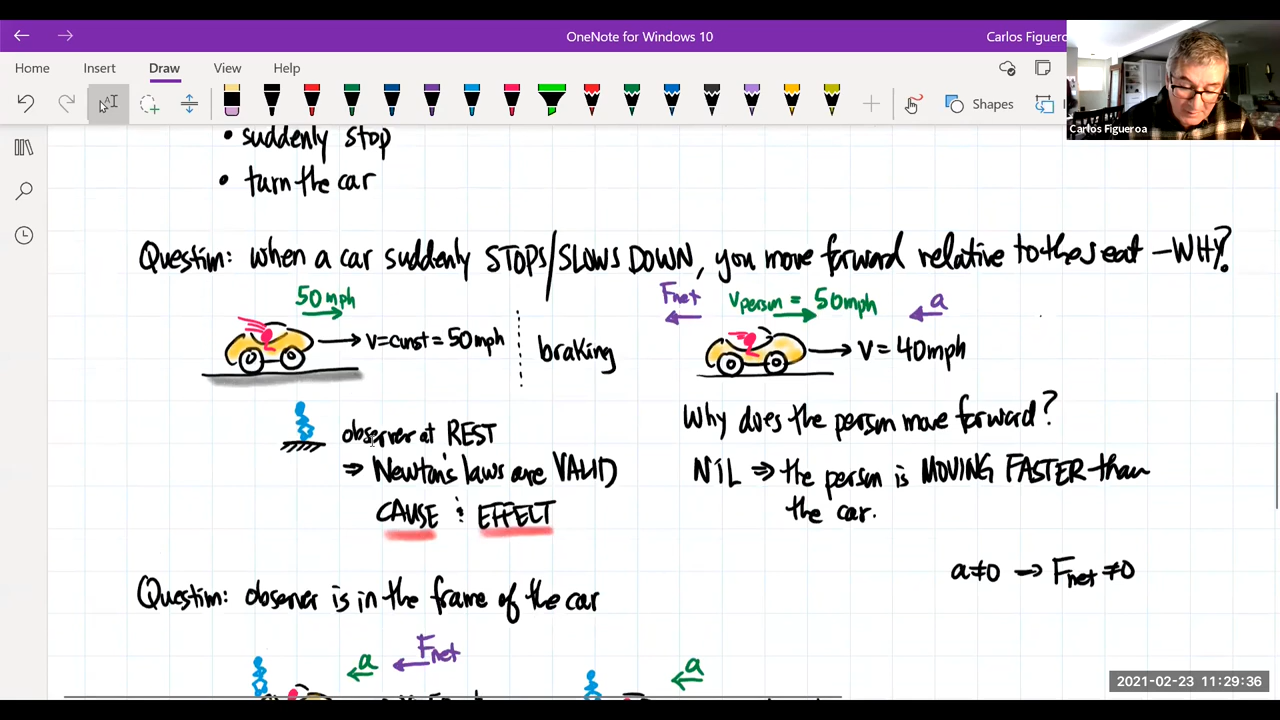 OneNote for Windows 10
Carlos Figueroa
Home Insert Draw View Help
Shapes
Carlos Figueroa
• suddenly stop
• turn the car
Question: when a car suddenly STOPS/SLOWS DOWN, you move forward relative to the seat – WHY?
50 mph
v=const = 50mph
braking
Fnet
vperson = 50mph
a
v = 40mph
observer at REST
⇒ Newton's laws are VALID
CAUSE : EFFECT
Why does the person move forward?
N1L ⇒ the person is MOVING FASTER than
the car.
a≠0 → Fnet ≠0
Question: observer is in the frame of the car
a
Fnet
a
2021-02-23 11:29:36